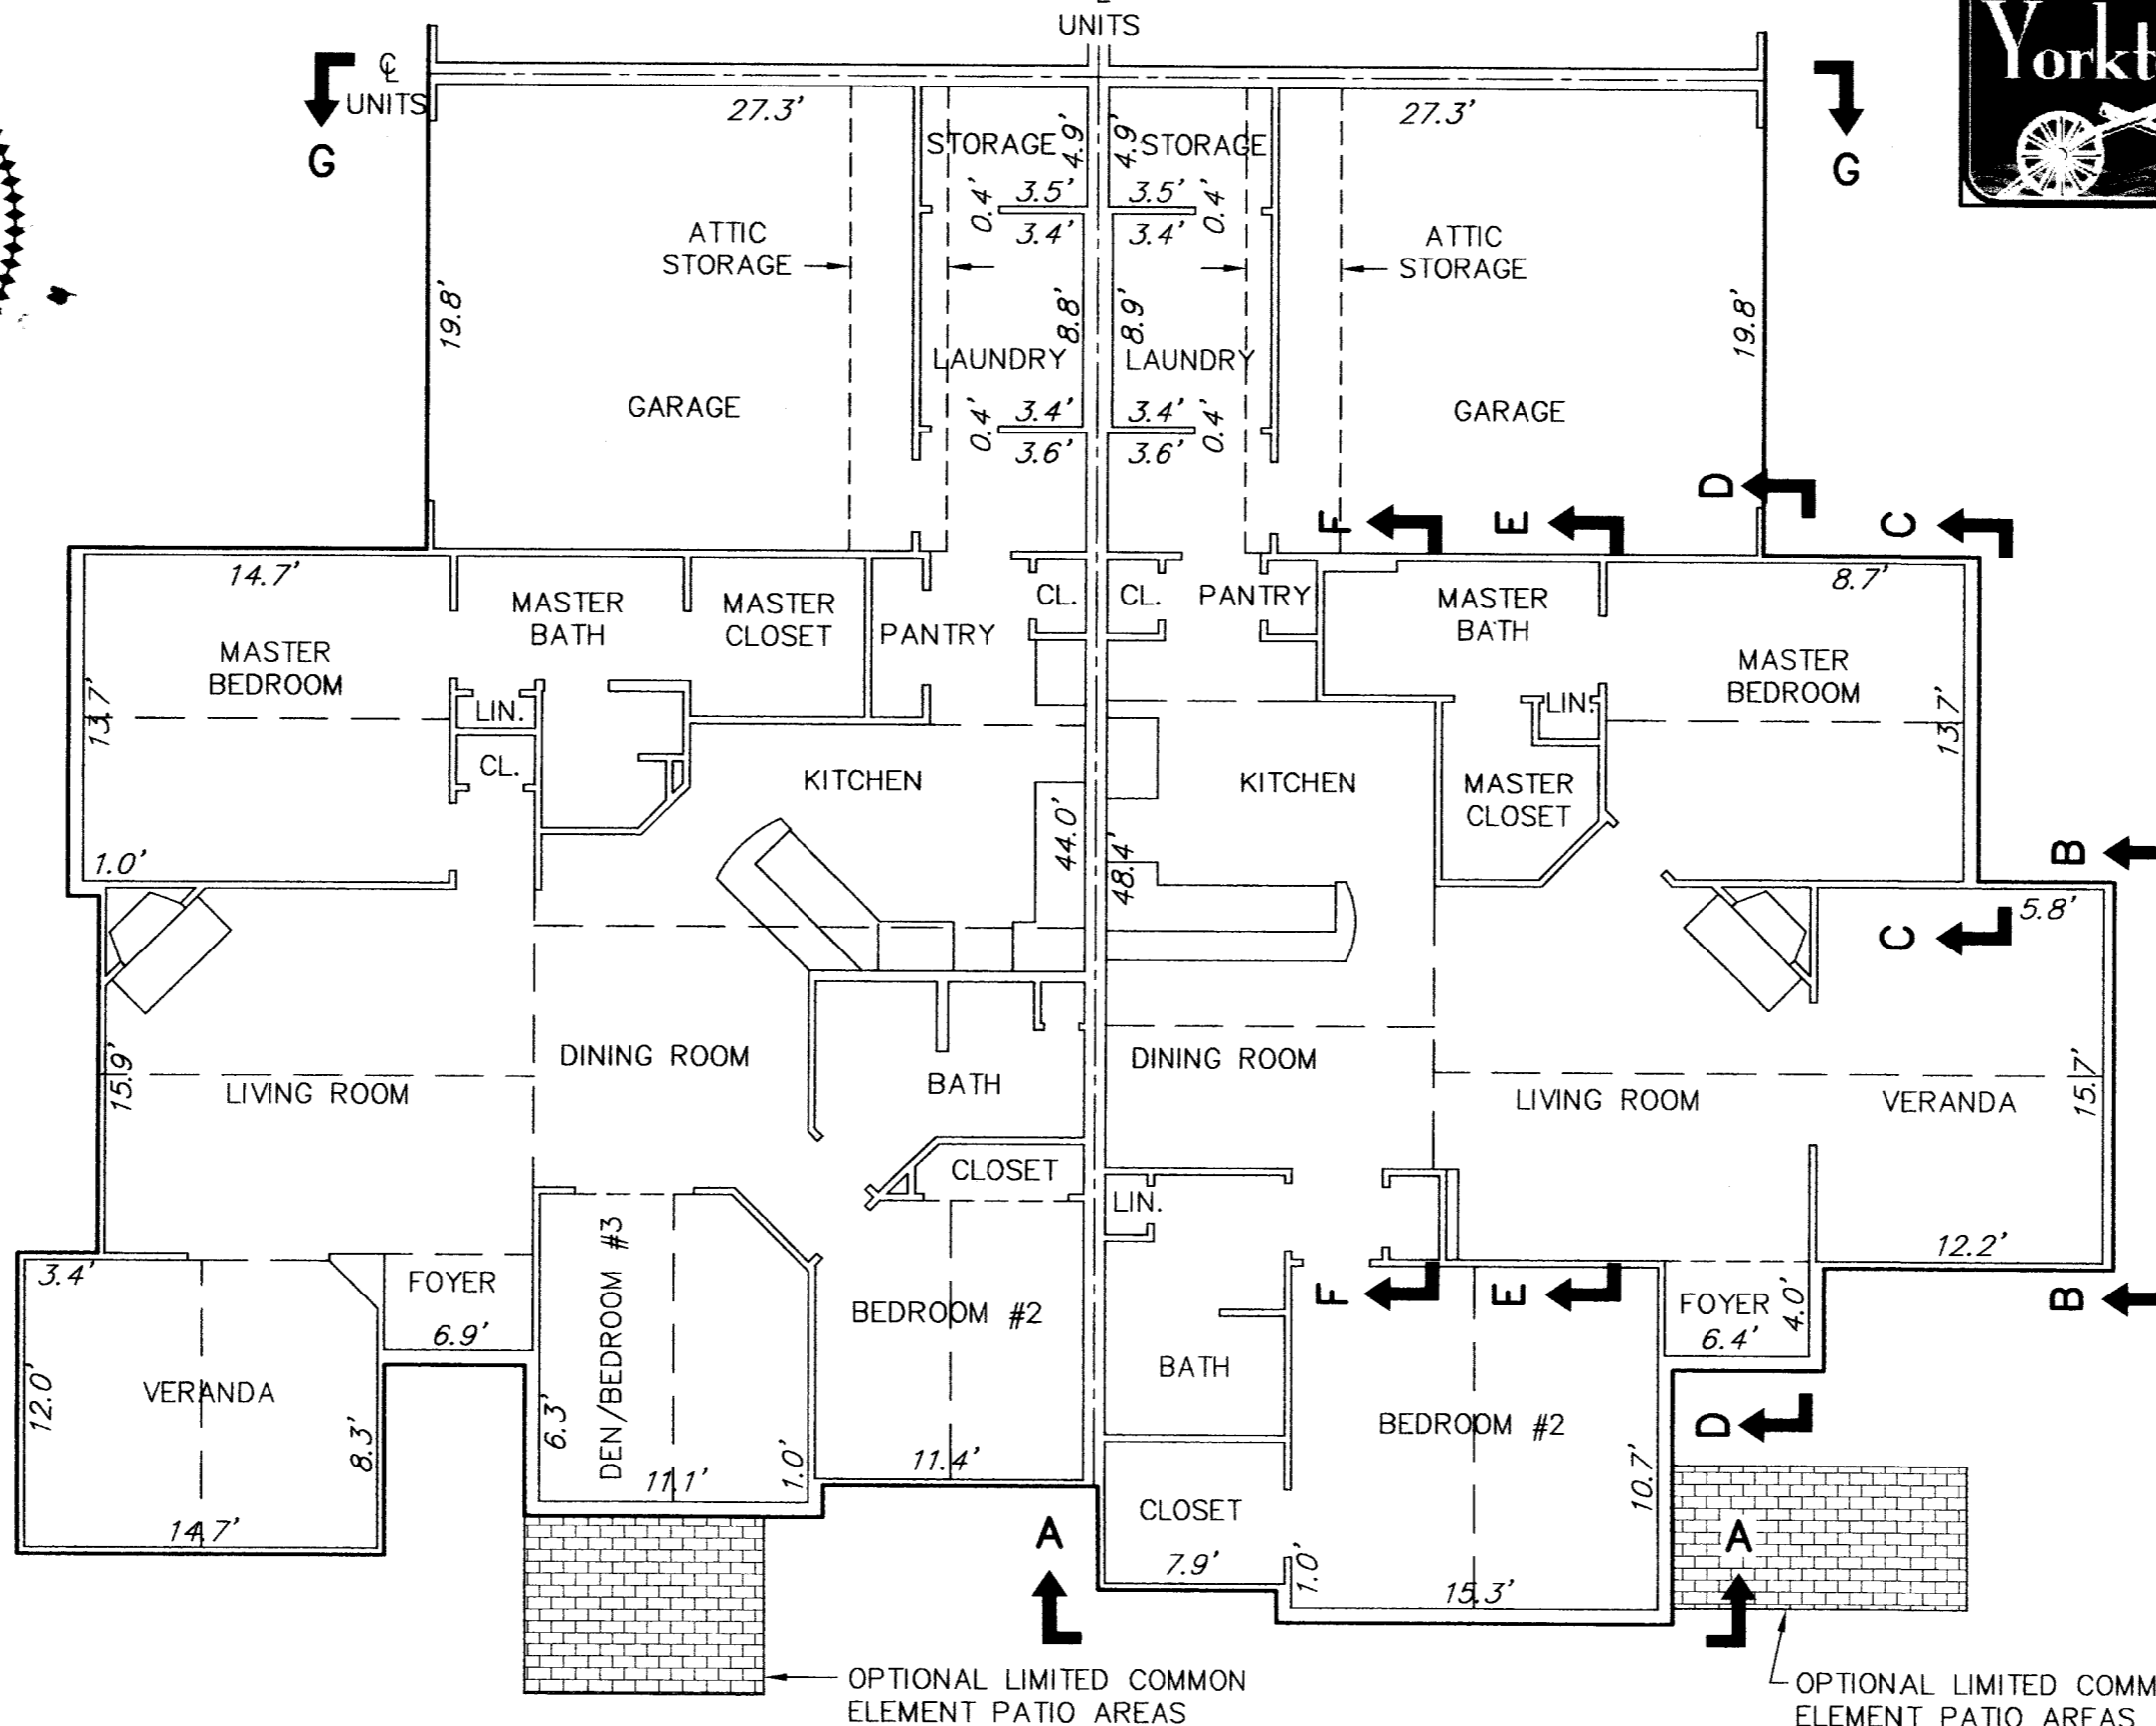 UNITS
Yorkt
℄
UNITS
G
27.3'
STORAGE
4.9'
4.9'
STORAGE
27.3'
G
0.4'
3.5'
3.5'
0.4'
3.4'
3.4'
ATTIC
STORAGE
ATTIC
STORAGE
19.8'
8.8'
8.9'
19.8'
LAUNDRY
LAUNDRY
GARAGE
GARAGE
0.4'
3.4'
3.4'
0.4'
3.6'
3.6'
D
F
E
C
14.7'
MASTER
BATH
MASTER
CLOSET
PANTRY
CL.
CL.
PANTRY
MASTER
BATH
8.7'
MASTER
BEDROOM
MASTER
BEDROOM
13.7'
LIN.
LIN.
13.7'
CL.
KITCHEN
KITCHEN
MASTER
CLOSET
44.0'
48.4'
1.0'
B
5.8'
C
15.9'
LIVING ROOM
DINING ROOM
BATH
DINING ROOM
LIVING ROOM
VERANDA
15.7'
CLOSET
LIN.
3.4'
FOYER
6.9'
DEN/BEDROOM #3
BEDROOM #2
F
E
FOYER
6.4'
4.0'
12.2'
B
12.0'
VERANDA
8.3'
6.3'
11.1'
1.0'
11.4'
BATH
BEDROOM #2
10.7'
D
14.7'
A
CLOSET
7.9'
1.0'
15.3'
A
OPTIONAL LIMITED COMMON
ELEMENT PATIO AREAS
OPTIONAL LIMITED COMM
ELEMENT PATIO AREAS